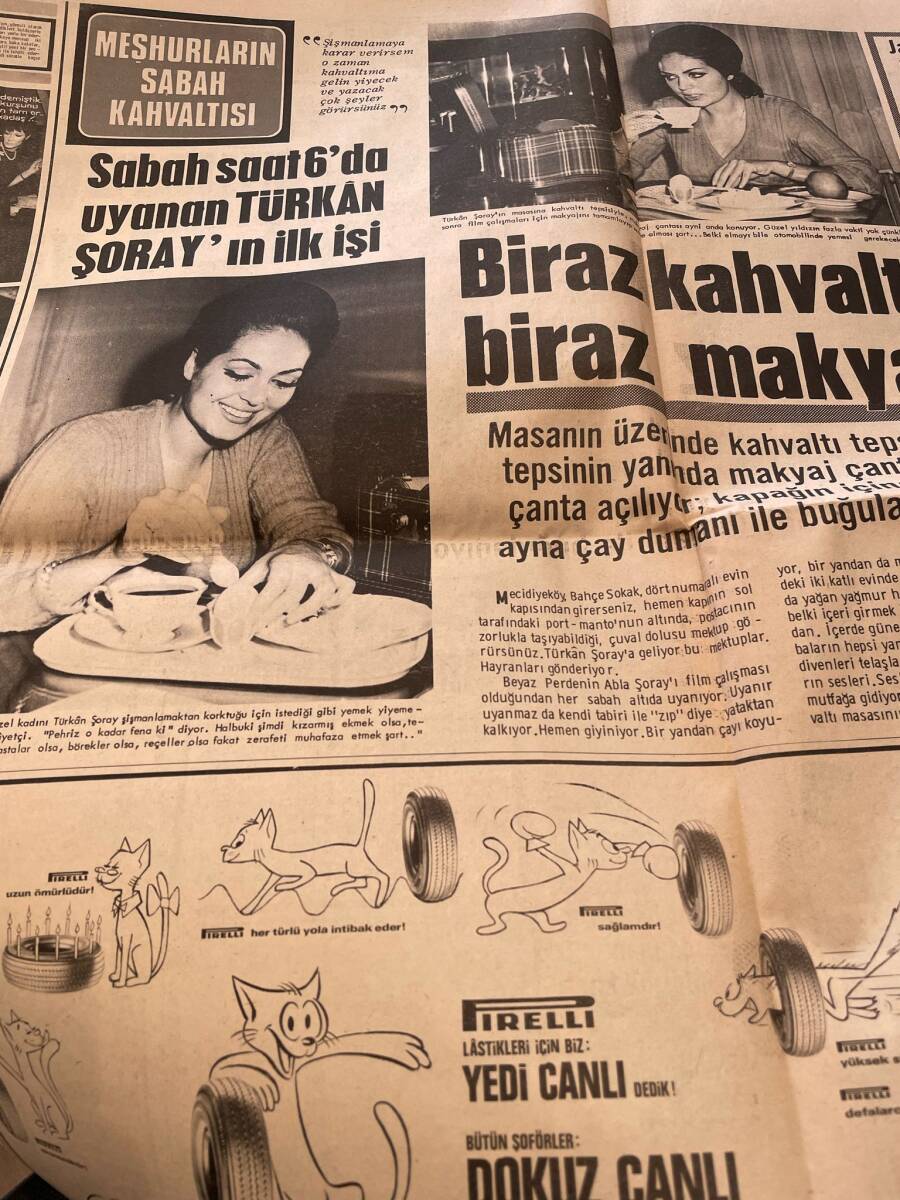 MEŞHURLARIN
SABAH
KAHVALTISI
"Şişmanlamaya
karar verirsem
o zaman
kahvaltıma
gelin yiyecek
ve yazacak
çok şeyler
görürsünüz"
Sabah saat 6'da
uyanan TÜRKÂN
ŞORAY'ın ilk işi
Türkân Şoray'ın masasına kahvaltı tepsisiyle
sonra film çalışmaları için makyajını
çantası aynı anda konuyor. Güzel yıldızın fazla vakti yok
olması şart... Belki elmayı bile otomobilinde yemesi
Biraz kahvalt
biraz makya
Masanın üzerinde kahvaltı teps
tepsinin yanında makyaj çant
çanta açılıyor; kapağın için
ayna çay dumanı ile buğula
Mecidiyeköy, Bahçe Sokak, dört numaralı evin
kapısından girerseniz, hemen kapının sol
tarafındaki port-manto'nun altında, postacının
zorlukla taşıyabildiği, çuval dolusu mektup gö-
rürsünüz. Türkân Şoray'a geliyor bu mektuplar.
Hayranları gönderiyor.
Beyaz Perdenin Abla Şoray'ı film çalışması
olduğundan her sabah altıda uyanıyor. Uyanır
uyanmaz da kendi tabiri ile "zıp" diye yataktan
kalkıyor. Hemen giyiniyor. Bir yandan çayı koyu-
yor, bir yandan da
deki iki katlı evinde
da yağan yağmur
belki içeri girmek
dan. İçerde güne
baların hepsi
divenleri telaşla
rın sesleri. Ses
mutfağa gidiyor
valtı masasını
zel kadını Türkân Şoray şişmanlamaktan korktuğu için istediği gibi yemek yiyeme-
iyetçi. "Pehriz o kadar fena ki" diyor. Halbuki şimdi kızarmış ekmek olsa, te-
astalar olsa, börekler olsa, reçeller olsa fakat zerafeti muhafaza etmek şart.."
PIRELLI
uzun ömürlüdür!
PIRELLI her türlü yola intibak eder!
PIRELLI
sağlamdır!
PIRELLI
LÂSTİKLERİ İÇİN BİZ:
YEDİ CANLI DEDİK!
BÜTÜN ŞOFÖRLER:
DOKUZ CANLI
PIRELLI
yüksek
PIRELLI